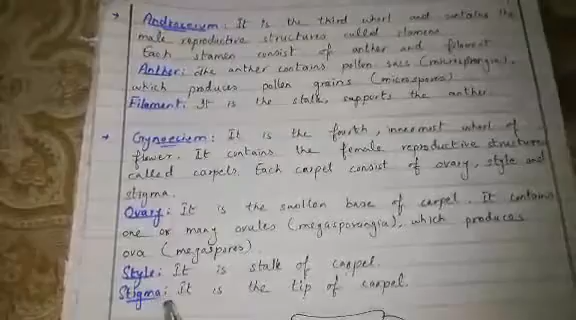 → Androecium: It is the third whorl and contains the
male reproductive structures called stamens.
Each stamen consist of anther and filament
Anther: The anther contains pollen sacs (microsporangia),
which produces pollen grains (microspores)
Filament: It is the stalk, supports the anther.
→ Gynoecium: It is the fourth, innermost whorl of
flower. It contains the female reproductive structures
called carpels. Each carpel consist of ovary, style and
stigma.
Ovary: It is the swollen base of carpel. It contains
one or many ovules (megasporangia), which produces
ova (megaspores)
Style: It is stalk of carpel.
Stigma: It is the tip of carpel.